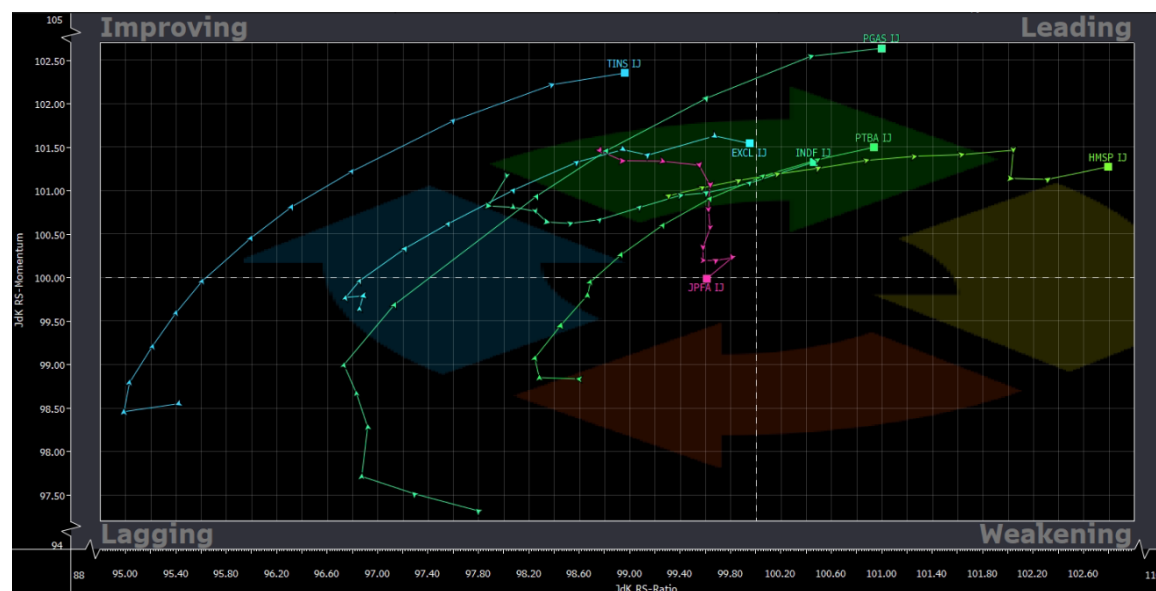 105
Improving
Leading
PGAS IJ
102.50
TINS IJ
102.00
101.50
EXCL IJ
INDF IJ
PTBA IJ
HMSP IJ
101.00
100.50
JdK RS-Momentum
100.00
JPFA IJ
99.50
99.00
98.50
98.00
97.50
Lagging
Weakening
94
88
95.00 95.40 95.80 96.20 96.60 97.00 97.40 97.80 98.20 98.60 99.00 99.40 99.80 100.20 100.60 101.00 101.40 101.80 102.20 102.60
JdK RS-Ratio